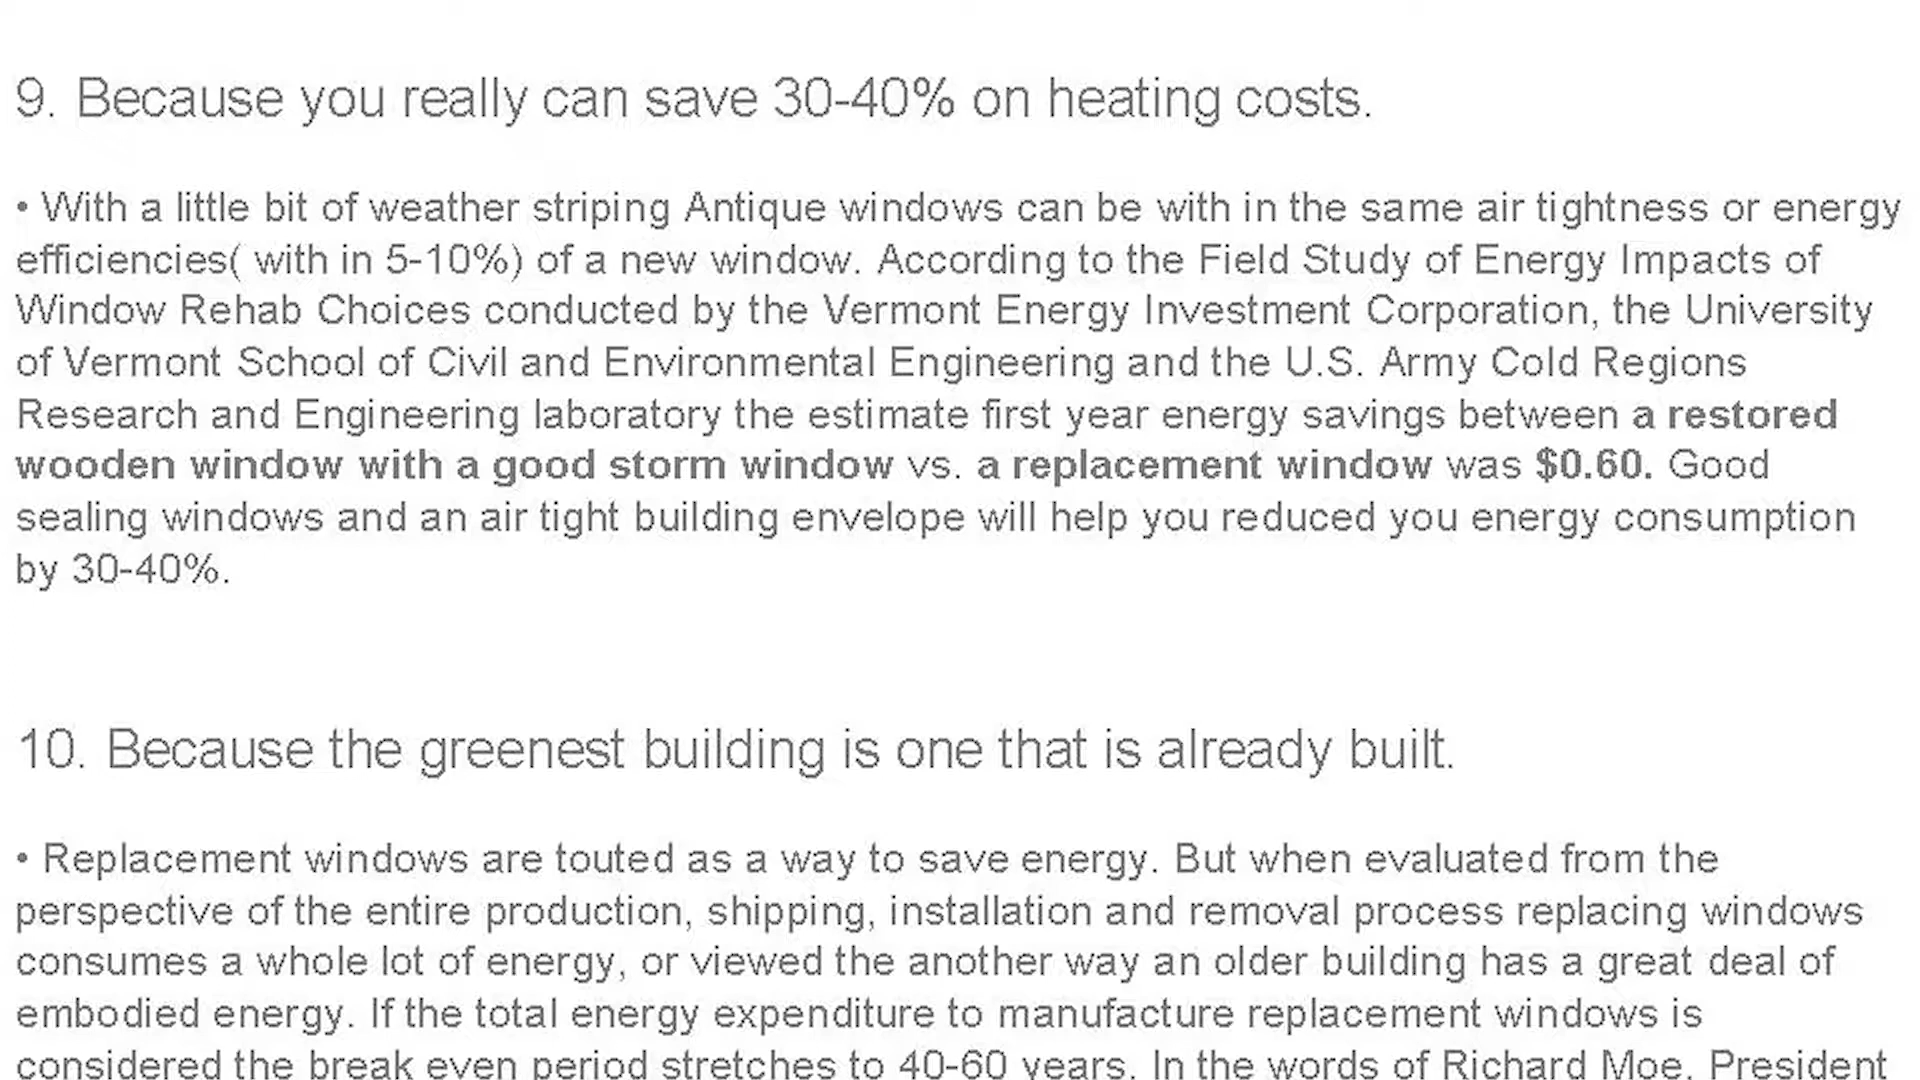 9. Because you really can save 30-40% on heating costs.
• With a little bit of weather striping Antique windows can be with in the same air tightness or energy
efficiencies( with in 5-10%) of a new window. According to the Field Study of Energy Impacts of
Window Rehab Choices conducted by the Vermont Energy Investment Corporation, the University
of Vermont School of Civil and Environmental Engineering and the U.S. Army Cold Regions
Research and Engineering laboratory the estimate first year energy savings between a restored
wooden window with a good storm window vs. a replacement window was $0.60. Good
sealing windows and an air tight building envelope will help you reduced you energy consumption
by 30-40%.
10. Because the greenest building is one that is already built.
• Replacement windows are touted as a way to save energy. But when evaluated from the
perspective of the entire production, shipping, installation and removal process replacing windows
consumes a whole lot of energy, or viewed the another way an older building has a great deal of
embodied energy. If the total energy expenditure to manufacture replacement windows is
considered the break even period stretches to 40-60 years. In the words of Richard Moe, President